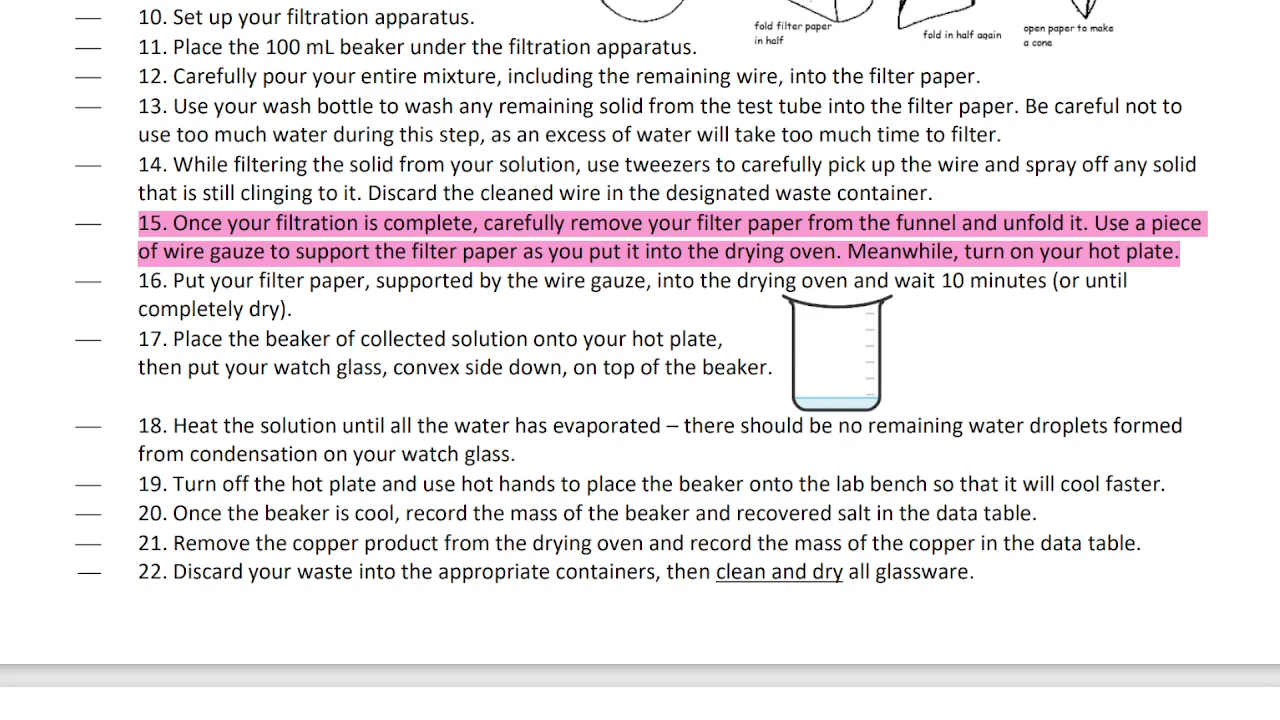 10. Set up your filtration apparatus.
fold filter paper
in half
fold in half again
open paper to make
a cone
11. Place the 100 mL beaker under the filtration apparatus.
12. Carefully pour your entire mixture, including the remaining wire, into the filter paper.
13. Use your wash bottle to wash any remaining solid from the test tube into the filter paper. Be careful not to
use too much water during this step, as an excess of water will take too much time to filter.
14. While filtering the solid from your solution, use tweezers to carefully pick up the wire and spray off any solid
that is still clinging to it. Discard the cleaned wire in the designated waste container.
15. Once your filtration is complete, carefully remove your filter paper from the funnel and unfold it. Use a piece
of wire gauze to support the filter paper as you put it into the drying oven. Meanwhile, turn on your hot plate.
16. Put your filter paper, supported by the wire gauze, into the drying oven and wait 10 minutes (or until
completely dry).
17. Place the beaker of collected solution onto your hot plate,
then put your watch glass, convex side down, on top of the beaker.
18. Heat the solution until all the water has evaporated – there should be no remaining water droplets formed
from condensation on your watch glass.
19. Turn off the hot plate and use hot hands to place the beaker onto the lab bench so that it will cool faster.
20. Once the beaker is cool, record the mass of the beaker and recovered salt in the data table.
21. Remove the copper product from the drying oven and record the mass of the copper in the data table.
22. Discard your waste into the appropriate containers, then clean and dry all glassware.